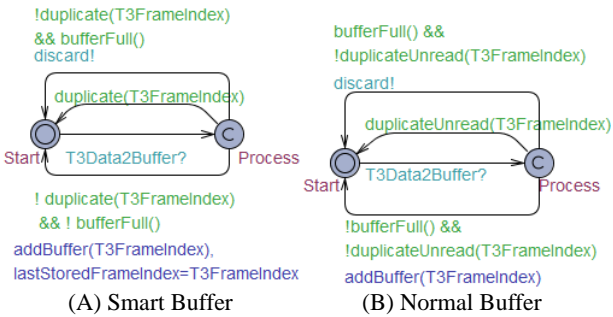 !duplicate(T3FrameIndex)
&& bufferFull()
discard!
duplicate(T3FrameIndex)
Start
T3Data2Buffer?
C
Process
! duplicate(T3FrameIndex)
&& ! bufferFull()
addBuffer(T3FrameIndex),
lastStoredFrameIndex=T3FrameIndex
(A) Smart Buffer
bufferFull() &&
!duplicateUnread(T3FrameIndex)
discard!
duplicateUnread(T3FrameIndex)
Start
T3Data2Buffer?
C
Process
!bufferFull() &&
!duplicateUnread(T3FrameIndex)
addBuffer(T3FrameIndex)
(B) Normal Buffer